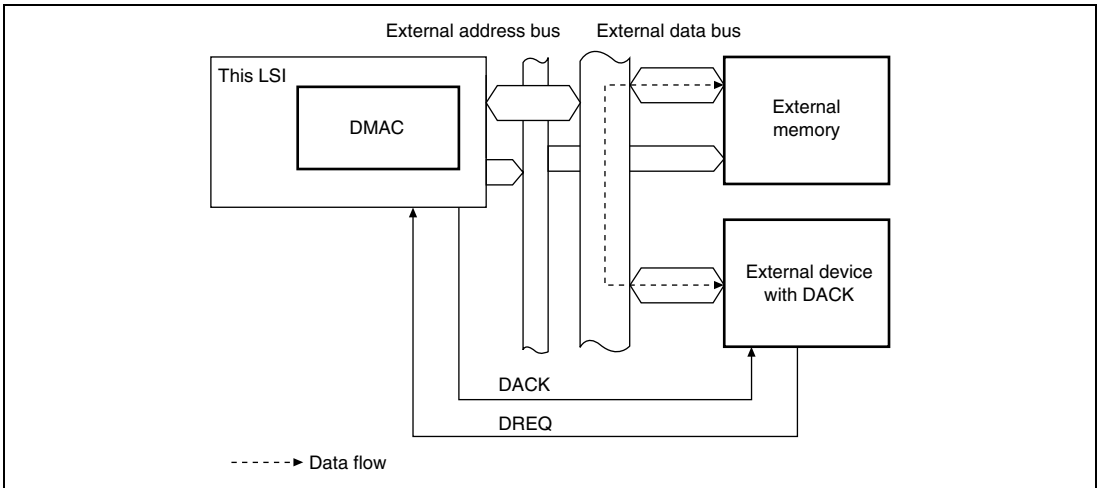 External address bus
External data bus
This LSI
DMAC
External
memory
External device
with DACK
DACK
DREQ
Data flow